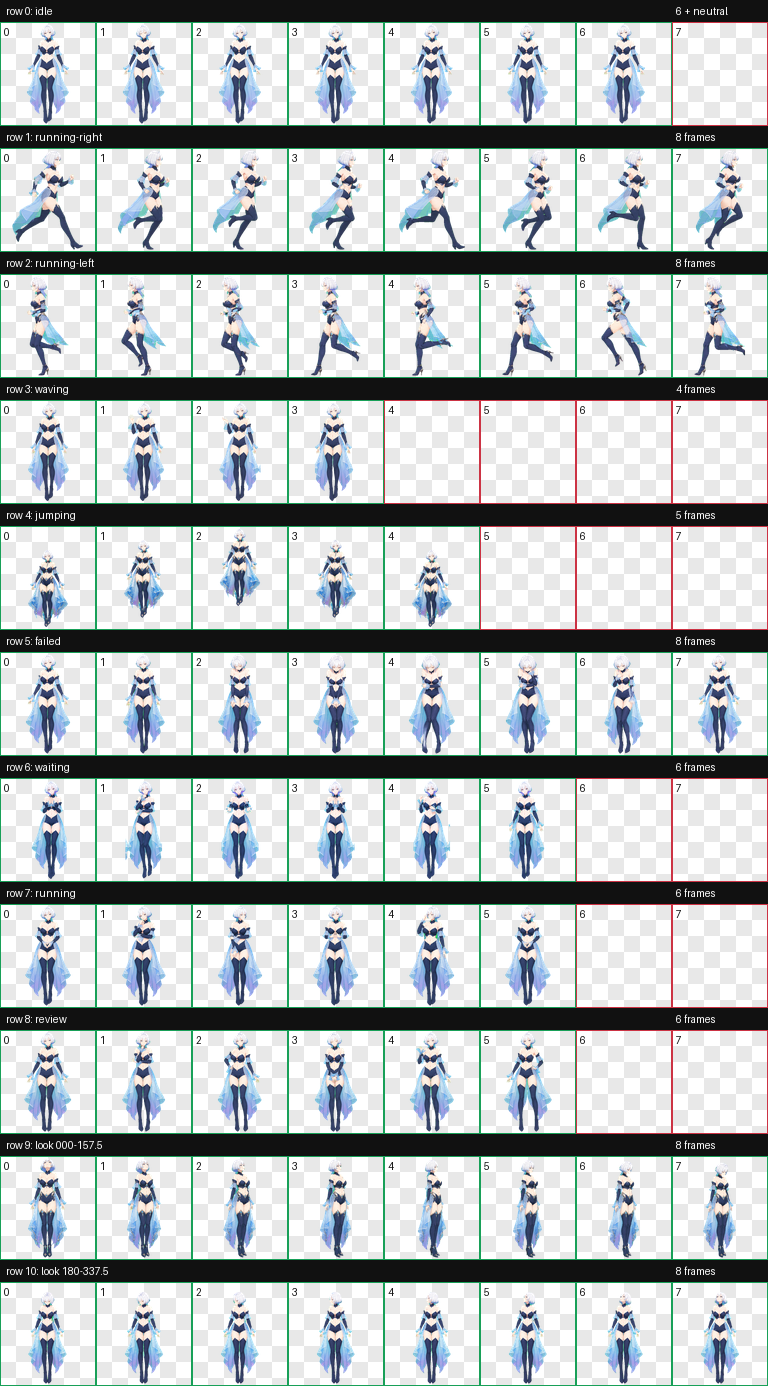 row 0: idle 6 + neutral
0 1 2 3 4 5 6 7
row 1: running-right 8 frames
0 1 2 3 4 5 6 7
row 2: running-left 8 frames
0 1 2 3 4 5 6 7
row 3: waving 4 frames
0 1 2 3 4 5 6 7
row 4: jumping 5 frames
0 1 2 3 4 5 6 7
row 5: failed 8 frames
0 1 2 3 4 5 6 7
row 6: waiting 6 frames
0 1 2 3 4 5 6 7
row 7: running 6 frames
0 1 2 3 4 5 6 7
row 8: review 6 frames
0 1 2 3 4 5 6 7
row 9: look 000-157.5 8 frames
0 1 2 3 4 5 6 7
row 10: look 180-337.5 8 frames
0 1 2 3 4 5 6 7